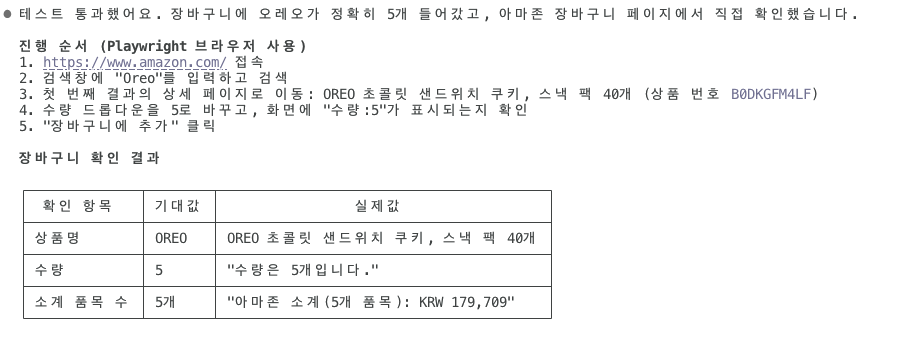 ● 테스트 통과했어요. 장바구니에 오레오가 정확히 5개 들어갔고, 아마존 장바구니 페이지에서 직접 확인했습니다.
진행 순서 (Playwright 브라우저 사용)
1. https://www.amazon.com/ 접속
2. 검색창에 "Oreo"를 입력하고 검색
3. 첫 번째 결과의 상세 페이지로 이동: OREO 초콜릿 샌드위치 쿠키, 스낵 팩 40개 (상품 번호 B0DKGFM4LF)
4. 수량 드롭다운을 5로 바꾸고, 화면에 "수량:5"가 표시되는지 확인
5. "장바구니에 추가" 클릭
장바구니 확인 결과
확인 항목 기대값 실제값
상품명 OREO OREO 초콜릿 샌드위치 쿠키, 스낵 팩 40개
수량 5 "수량은 5개입니다."
소계 품목 수 5개 "아마존 소계(5개 품목): KRW 179,709"